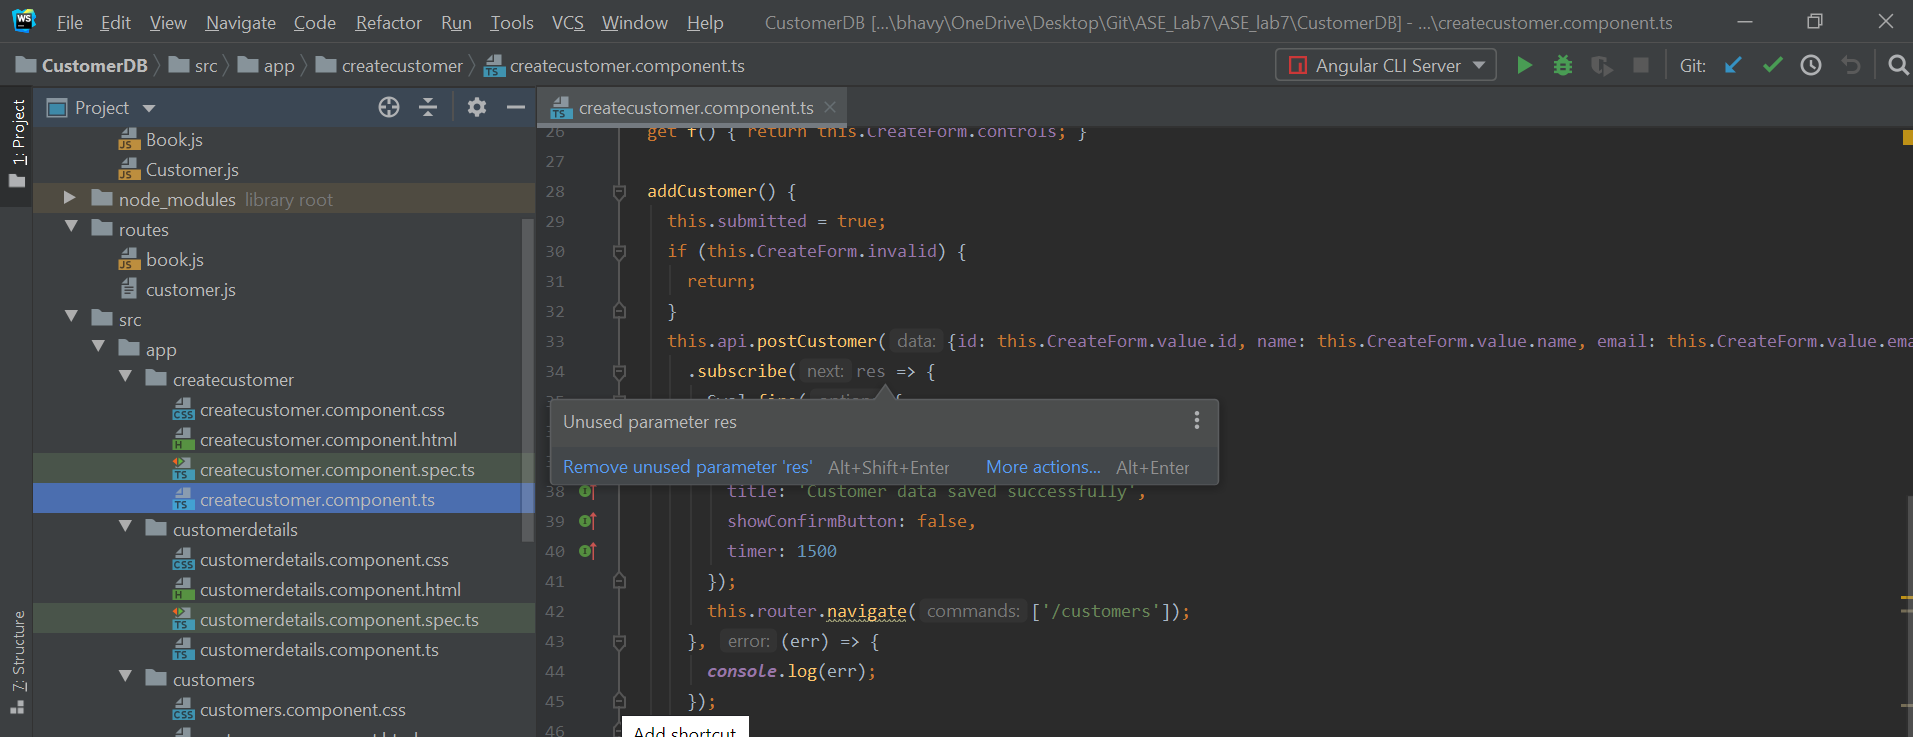 WS File Edit View Navigate Code Refactor Run Tools VCS Window Help CustomerDB [...\bhavy\OneDrive\Desktop\Git\ASE_Lab7\ASE_lab7\CustomerDB] - ...\createcustomer.component.ts
CustomerDB src app createcustomer createcustomer.component.ts Angular CLI Server Git:
1: Project
7: Structure
Project
Book.js
Customer.js
node_modules library root
routes
book.js
customer.js
src
app
createcustomer
createcustomer.component.css
createcustomer.component.html
createcustomer.component.spec.ts
createcustomer.component.ts
customerdetails
customerdetails.component.css
customerdetails.component.html
customerdetails.component.spec.ts
customerdetails.component.ts
customers
customers.component.css
createcustomer.component.ts
26 get f() { return this.CreateForm.controls; }
27
28 addCustomer() {
29 this.submitted = true;
30 if (this.CreateForm.invalid) {
31 return;
32 }
33 this.api.postCustomer( data: {id: this.CreateForm.value.id, name: this.CreateForm.value.name, email: this.CreateForm.value.ema
34 .subscribe( next: res => {
Unused parameter res
Remove unused parameter 'res' Alt+Shift+Enter More actions... Alt+Enter
38 title: 'Customer data saved successfully',
39 showConfirmButton: false,
40 timer: 1500
41 });
42 this.router.navigate( commands: ['/customers']);
43 }, error: (err) => {
44 console.log(err);
45 });
46
Add shortcut